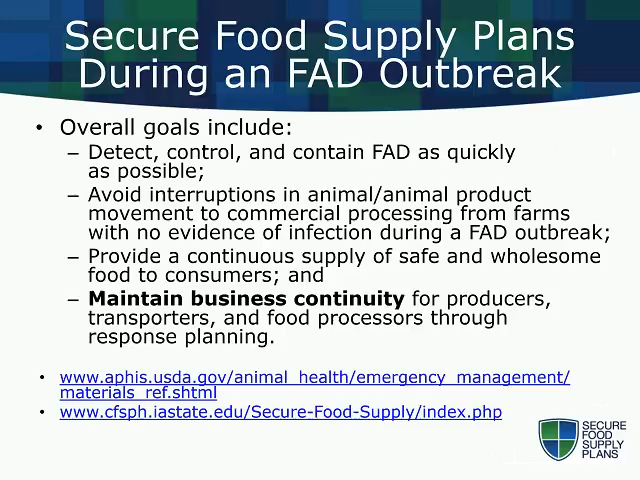 Secure Food Supply Plans
During an FAD Outbreak
• Overall goals include:
– Detect, control, and contain FAD as quickly
as possible;
– Avoid interruptions in animal/animal product
movement to commercial processing from farms
with no evidence of infection during a FAD outbreak;
– Provide a continuous supply of safe and wholesome
food to consumers; and
– Maintain business continuity for producers,
transporters, and food processors through
response planning.
• www.aphis.usda.gov/animal_health/emergency_management/
materials_ref.shtml
• www.cfsph.iastate.edu/Secure-Food-Supply/index.php
SECURE
FOOD
SUPPLY
PLANS